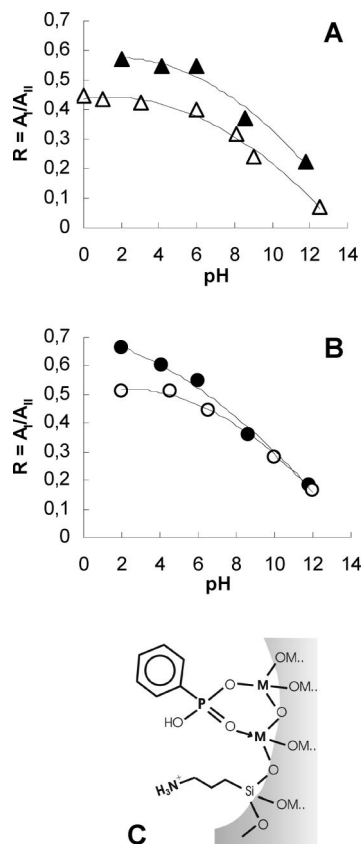 A
R = A_I/A_II
0,7
0,6
0,5
0,4
0,3
0,2
0,1
0
0 2 4 6 8 10 12 14
pH
B
R = A_I/A_II
0,7
0,6
0,5
0,4
0,3
0,2
0,1
0
0 2 4 6 8 10 12 14
pH
OM..
O M OM..
P O
HO O M OM..
O
H₃N⁺ Si OM..
O
C